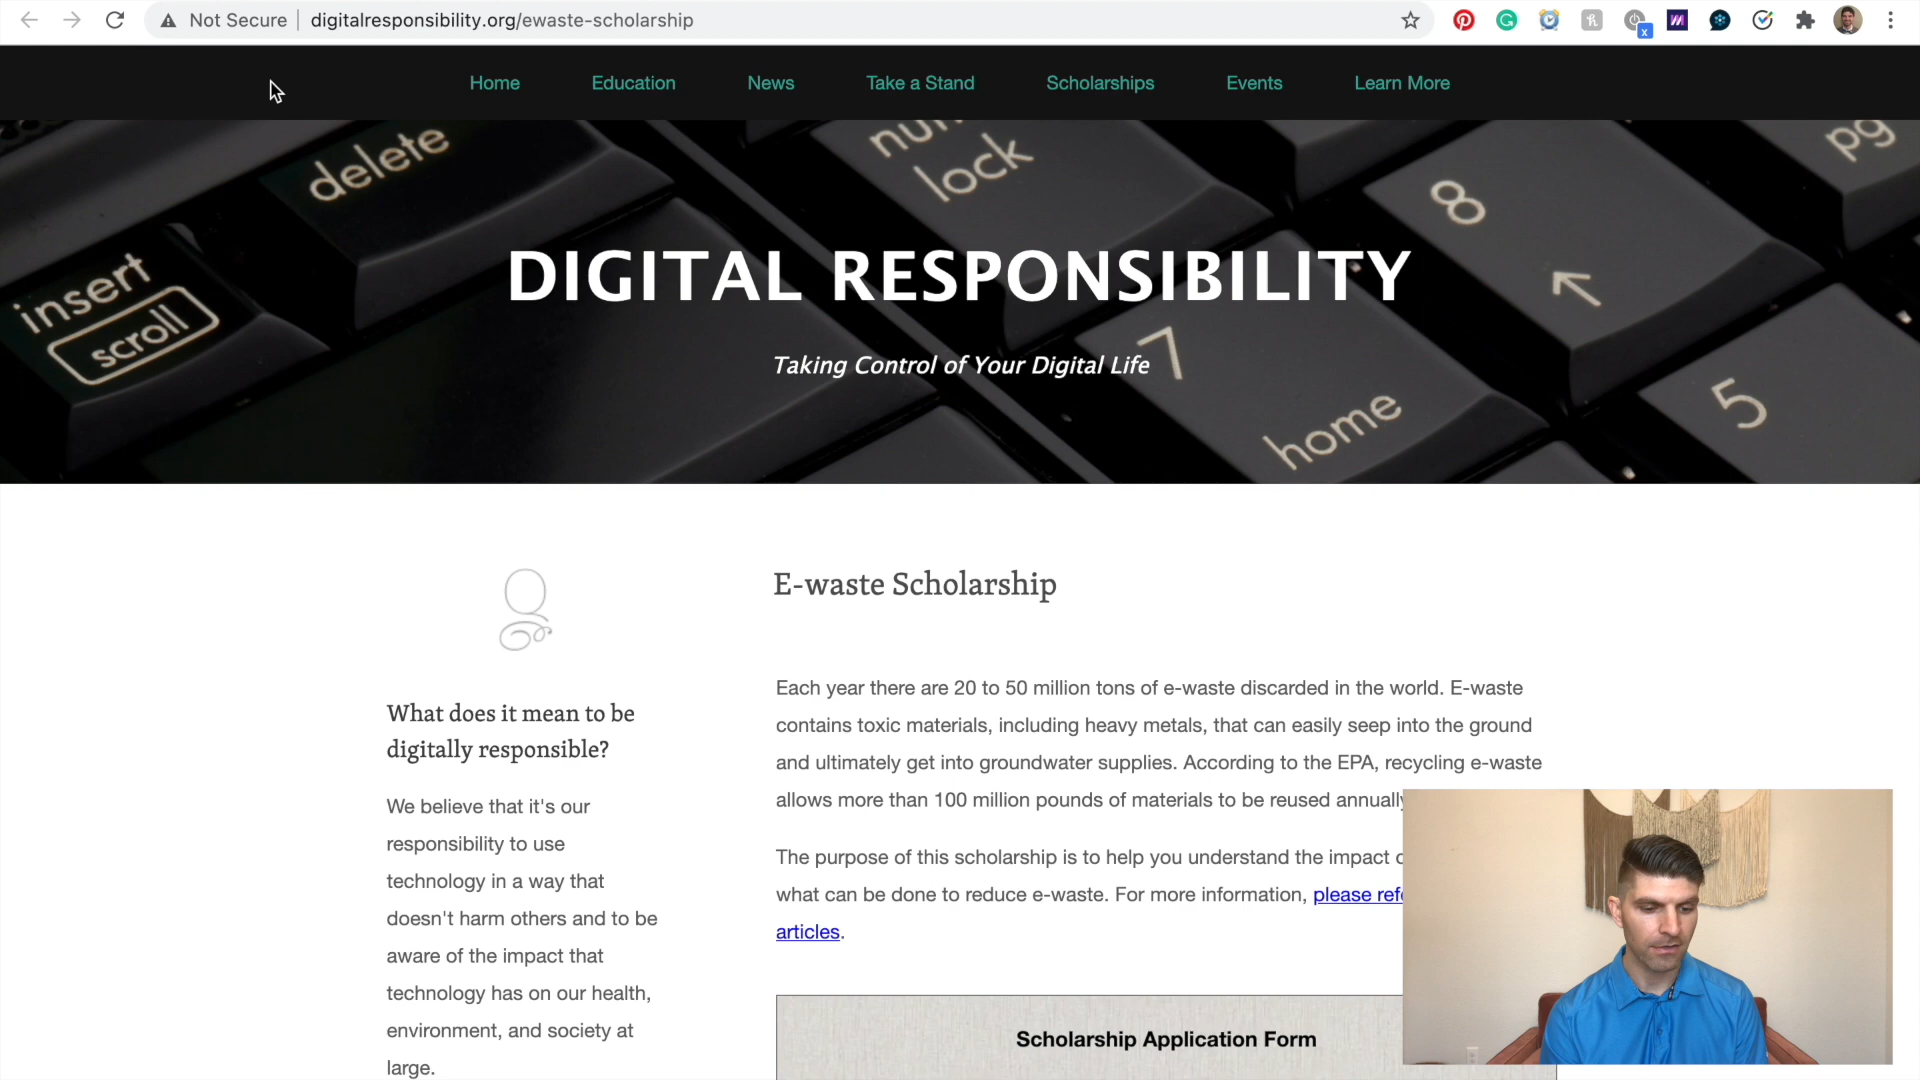 Not Secure digitalresponsibility.org/ewaste-scholarship
Home Education News Take a Stand Scholarships Events Learn More
delete
num lock
8
pg
insert
scroll
7
home
5
DIGITAL RESPONSIBILITY
Taking Control of Your Digital Life
What does it mean to be
digitally responsible?
We believe that it's our
responsibility to use
technology in a way that
doesn't harm others and to be
aware of the impact that
technology has on our health,
environment, and society at
large.
E-waste Scholarship
Each year there are 20 to 50 million tons of e-waste discarded in the world. E-waste
contains toxic materials, including heavy metals, that can easily seep into the ground
and ultimately get into groundwater supplies. According to the EPA, recycling e-waste
allows more than 100 million pounds of materials to be reused annually
The purpose of this scholarship is to help you understand the impact
what can be done to reduce e-waste. For more information, please
articles.
Scholarship Application Form